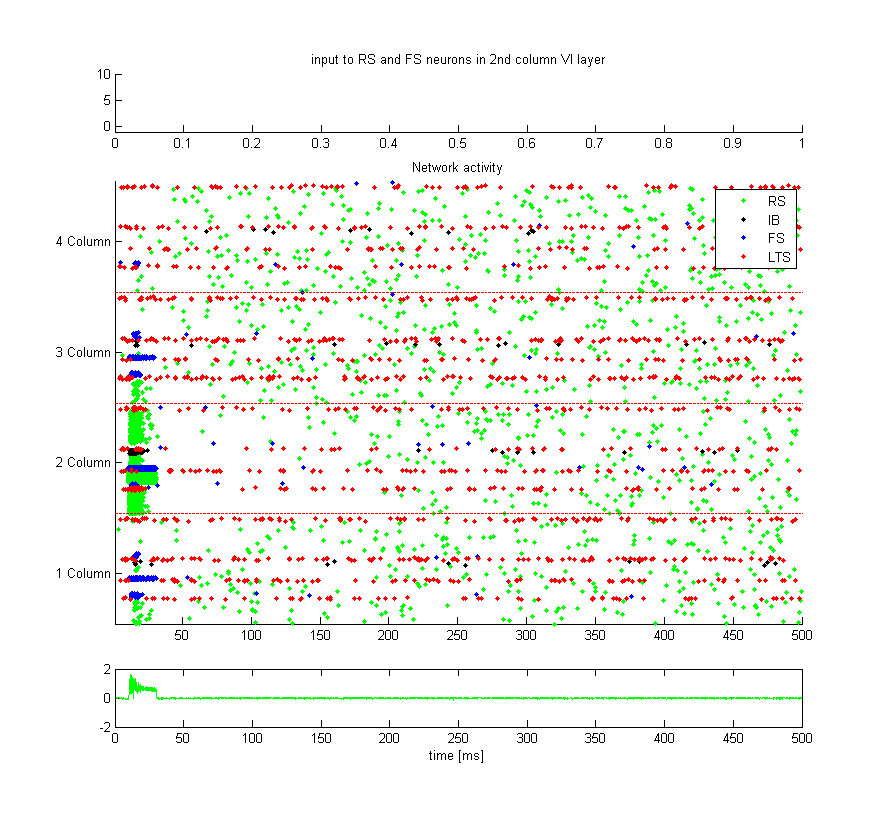 input to RS and FS neurons in 2nd column VI layer
10
5
0
0 0.1 0.2 0.3 0.4 0.5 0.6 0.7 0.8 0.9 1
Network activity
RS
IB
FS
LTS
4 Column
3 Column
2 Column
1 Column
50 100 150 200 250 300 350 400 450 500
2
0
-2
0 50 100 150 200 250 300 350 400 450 500
time [ms]